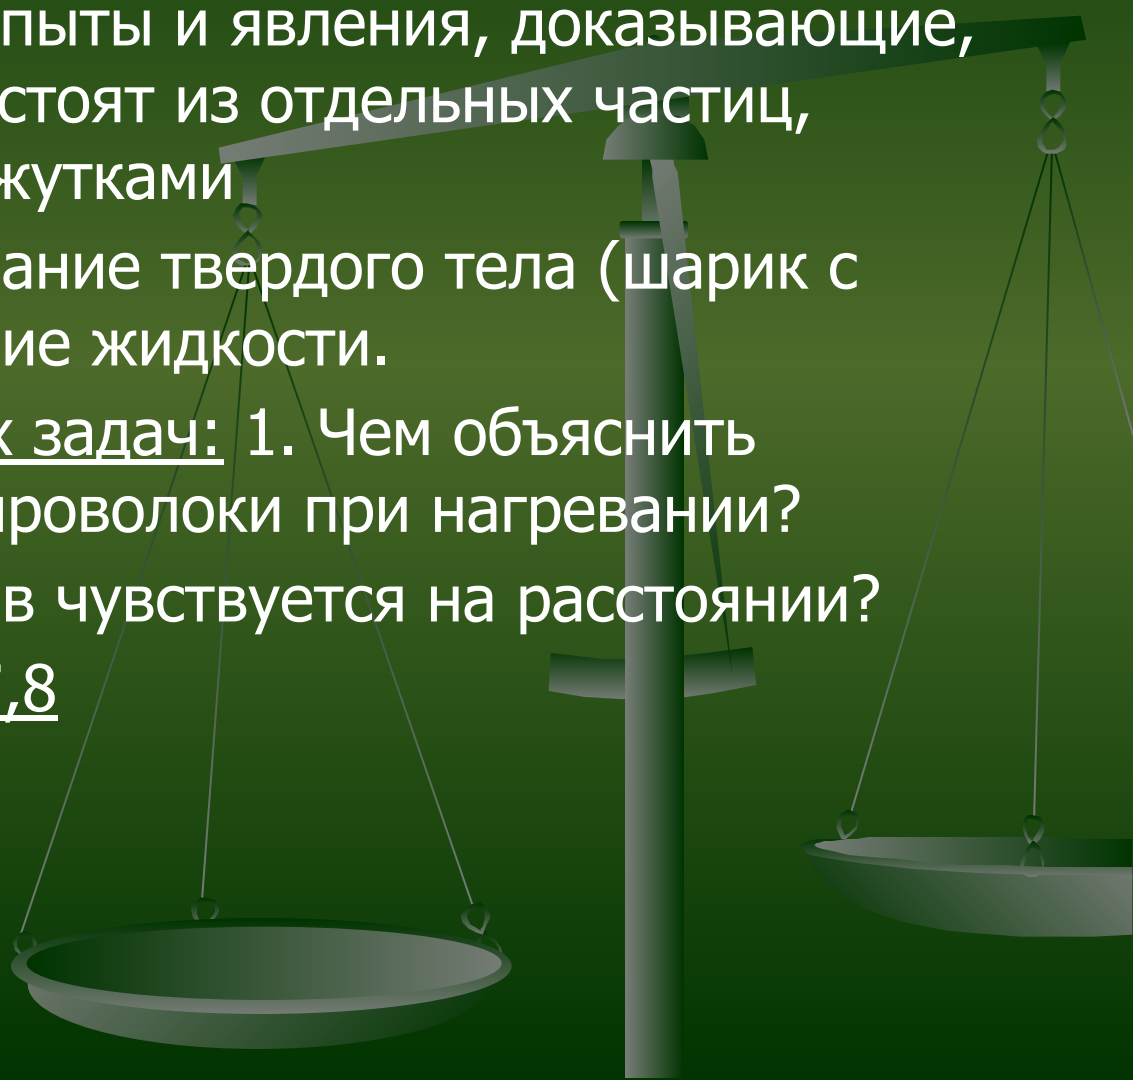 пыты и явления, доказывающие,
стоят из отдельных частиц,
жутками
ание твердого тела (шарик с
ие жидкости.
х задач: 1. Чем объяснить
проволоки при нагревании?
в чувствуется на расстоянии?
,8